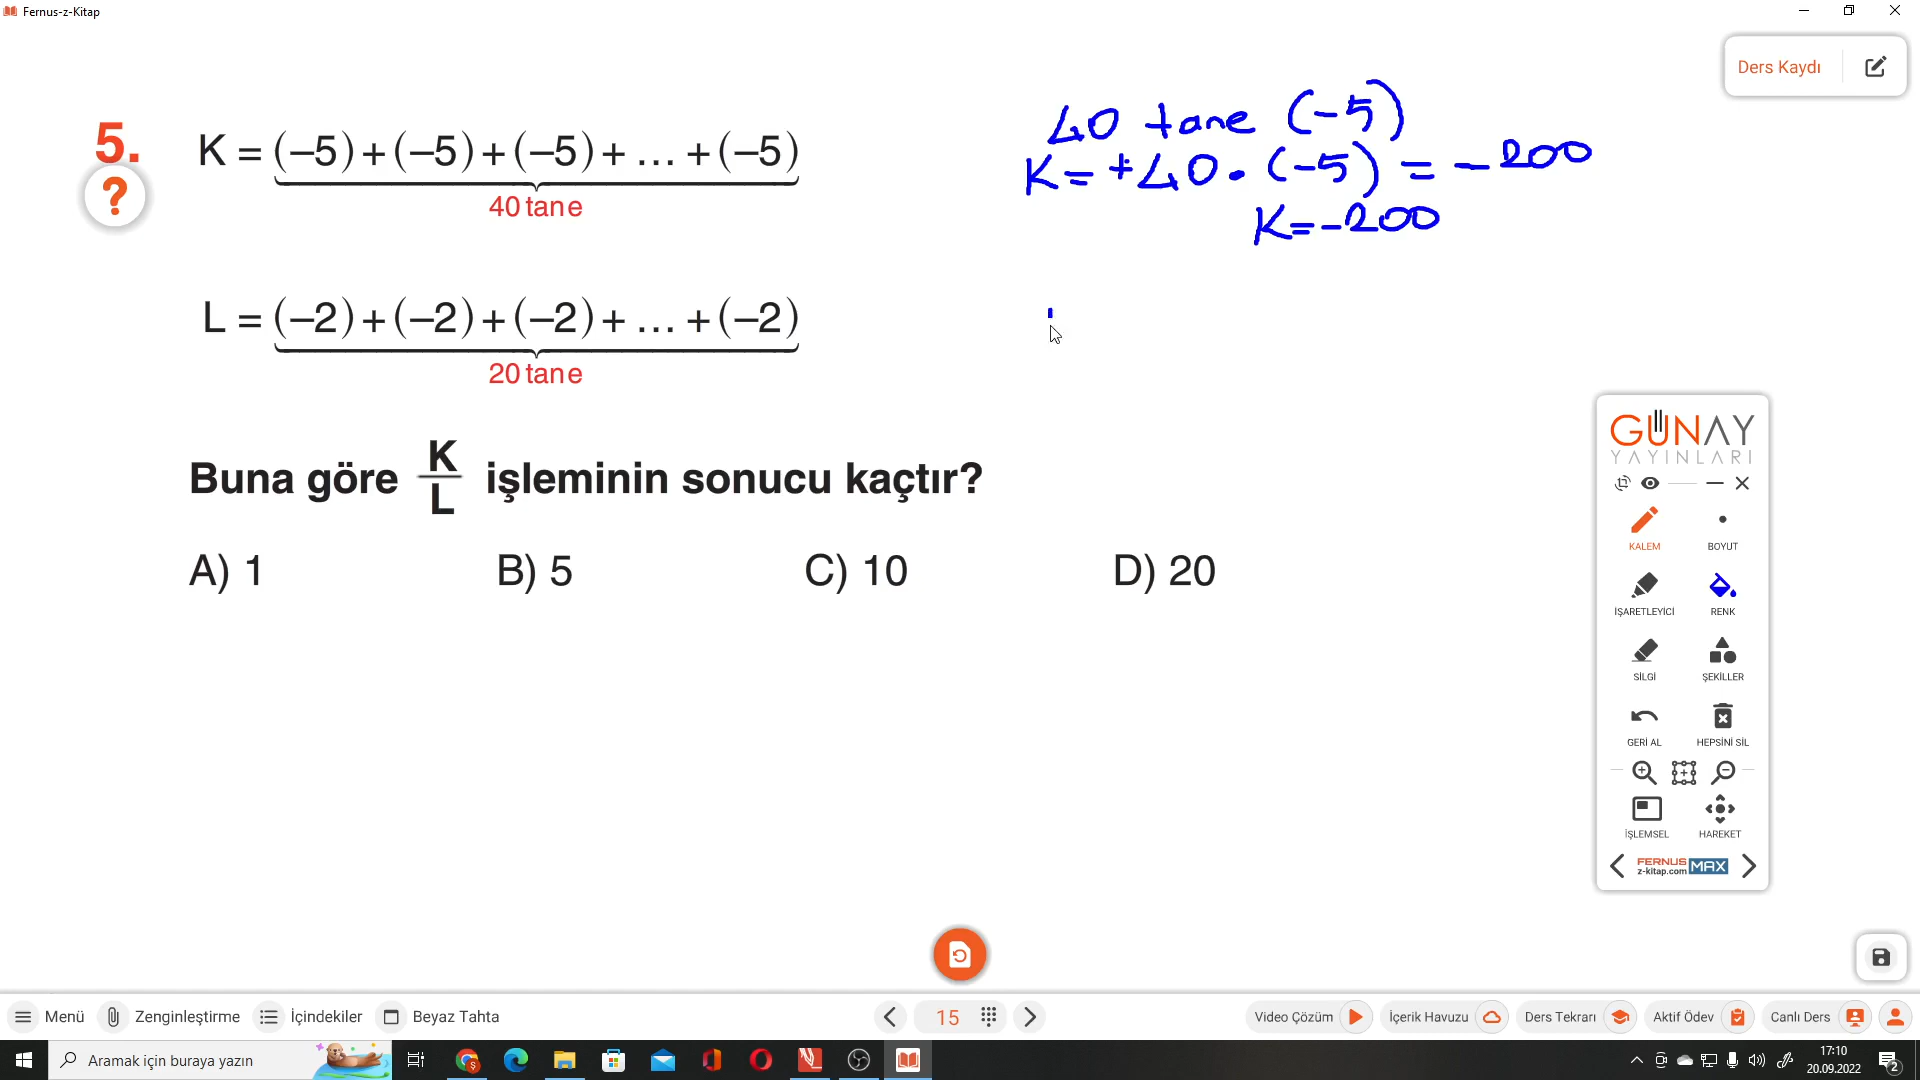 Fernus-z-Kitap
Ders Kaydı
5.
?
K = (–5) + (–5) + (–5) + ... + (–5)
40 tane
40 tane (-5)
K= +40 . (-5) = -200
K=-200
L = (–2) + (–2) + (–2) + ... + (–2)
20 tane
Buna göre K/L işleminin sonucu kaçtır?
A) 1 B) 5 C) 10 D) 20
GÜNAY
YAYINLARI
KALEM BOYUT
İŞARETLEYİCİ RENK
SİLGİ ŞEKİLLER
GERİ AL HEPSİNİ SİL
İŞLEMSEL HAREKET
FERNUS MAX
z-kitap.com
Menü Zenginleştirme İçindekiler Beyaz Tahta 15 Video Çözüm İçerik Havuzu Ders Tekrarı Aktif Ödev Canlı Ders
Aramak için buraya yazın
17:10
20.09.2022
2